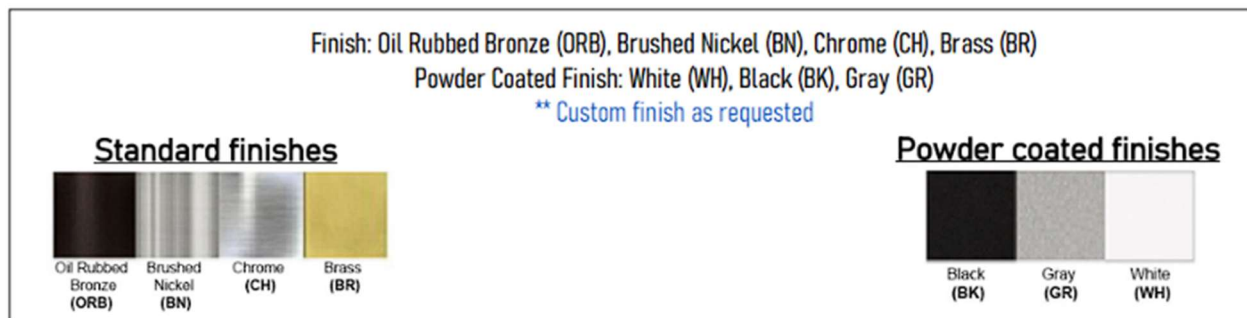 Finish: Oil Rubbed Bronze (ORB), Brushed Nickel (BN), Chrome (CH), Brass (BR)
Powder Coated Finish: White (WH), Black (BK), Gray (GR)
** Custom finish as requested
Standard finishes
Oil Rubbed
Bronze
(ORB)
Brushed
Nickel
(BN)
Chrome
(CH)
Brass
(BR)
Powder coated finishes
Black
(BK)
Gray
(GR)
White
(WH)